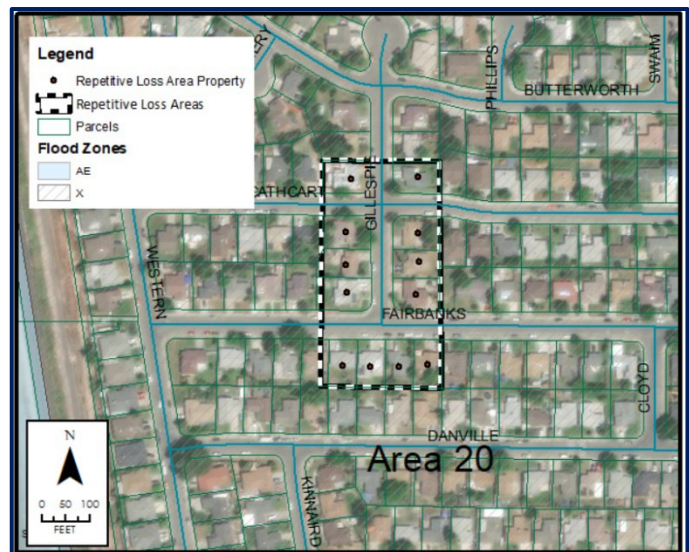 Legend
Repetitive Loss Area Property
Repetitive Loss Areas
Parcels
Flood Zones
AE
X
PHILLIPS
SWAIM
BUTTERWORTH
GILLESPIE
CATHCART
WESTERN
FAIRBANKS
CLOYD
DANVILLE
Area 20
KINNAIRD
N
0 50 100
FEET